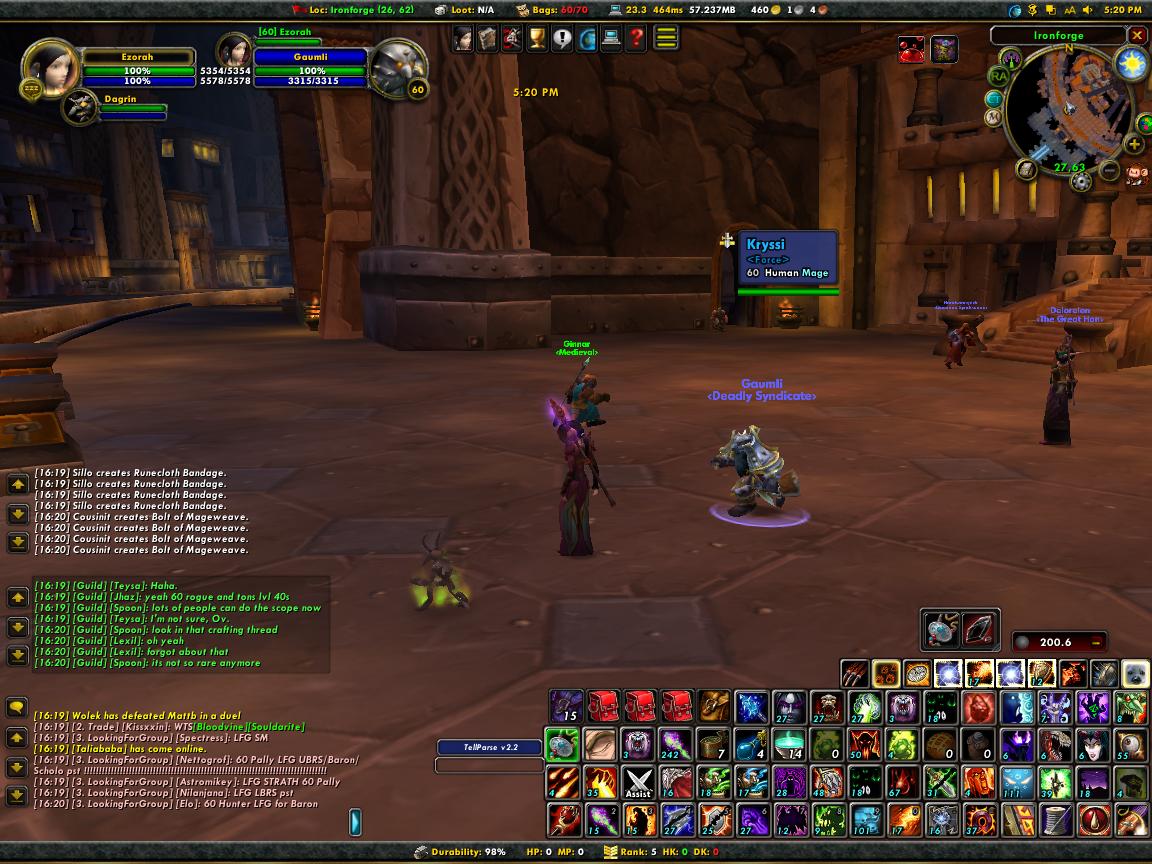 Loc: Ironforge (26, 62) Loot: N/A Bags: 60/70 23.3 464ms 57.237MB 460 1 4 5:20 PM
[60] Ezorah
Ezorah
100% 5354/5354
100% 5578/5578
zzz
Gaumli
100%
3315/3315
60
Dagrin
5:20 PM
Ironforge
RA
CT
M
N
27,63
Kryssi
<Force>
60 Human Mage
Delorelon
<The Great Han>
Ginnar
<Medieval>
Gaumli
<Deadly Syndicate>
[16:19] Sillo creates Runecloth Bandage.
[16:19] Sillo creates Runecloth Bandage.
[16:19] Sillo creates Runecloth Bandage.
[16:19] Sillo creates Runecloth Bandage.
[16:20] Cousinit creates Bolt of Mageweave.
[16:20] Cousinit creates Bolt of Mageweave.
[16:20] Cousinit creates Bolt of Mageweave.
[16:20] Cousinit creates Bolt of Mageweave.
[16:19] [Guild] [Teysa]: Haha.
[16:19] [Guild] [Jhaz]: yeah 60 rogue and tons lvl 40s
[16:19] [Guild] [Spoon]: lots of people can do the scope now
[16:19] [Guild] [Teysa]: I'm not sure, Ov.
[16:20] [Guild] [Spoon]: look in that crafting thread
[16:20] [Guild] [Lexil]: oh yeah
[16:20] [Guild] [Lexil]: forgot about that
[16:20] [Guild] [Spoon]: its not so rare anymore
200.6
[16:19] Wolek has defeated Mattb in a duel
[16:19] [2. Trade] [Kissxxin]: WTS[Bloodvine][Souldarite]
[16:19] [3. LookingForGroup] [Spectress]: LFG SM
[16:19] [Taliababa] has come online.
[16:19] [3. LookingForGroup] [Nettogrof]: 60 Pally LFG UBRS/Baron/
Scholo pst !!!!!!!!!!!!!!!!!!!!!!!!!!!!!!!!!!!!!!!!!!!!!!!!!!!!!!!!!!!!!!!!!!!!!!
[16:19] [3. LookingForGroup] [Astromikey]: LFG STRATH 60 Pally
[16:19] [3. LookingForGroup] [Nilanjana]: LFG LBRS pst
[16:20] [3. LookingForGroup] [Elo]: 60 Hunter LFG for Baron
TellParse v2.2
Assist
Durability: 98% HP: 0 MP: 0 Rank: 5 HK: 0 DK: 0